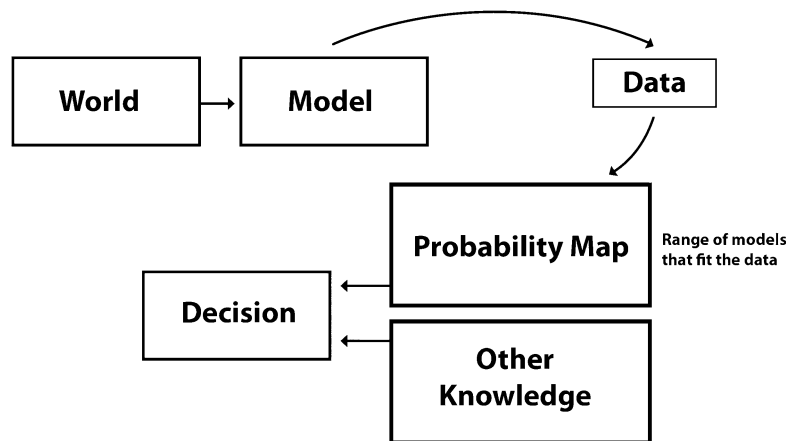 World
Model
Data
Probability Map
Range of models
that fit the data
Decision
Other
Knowledge